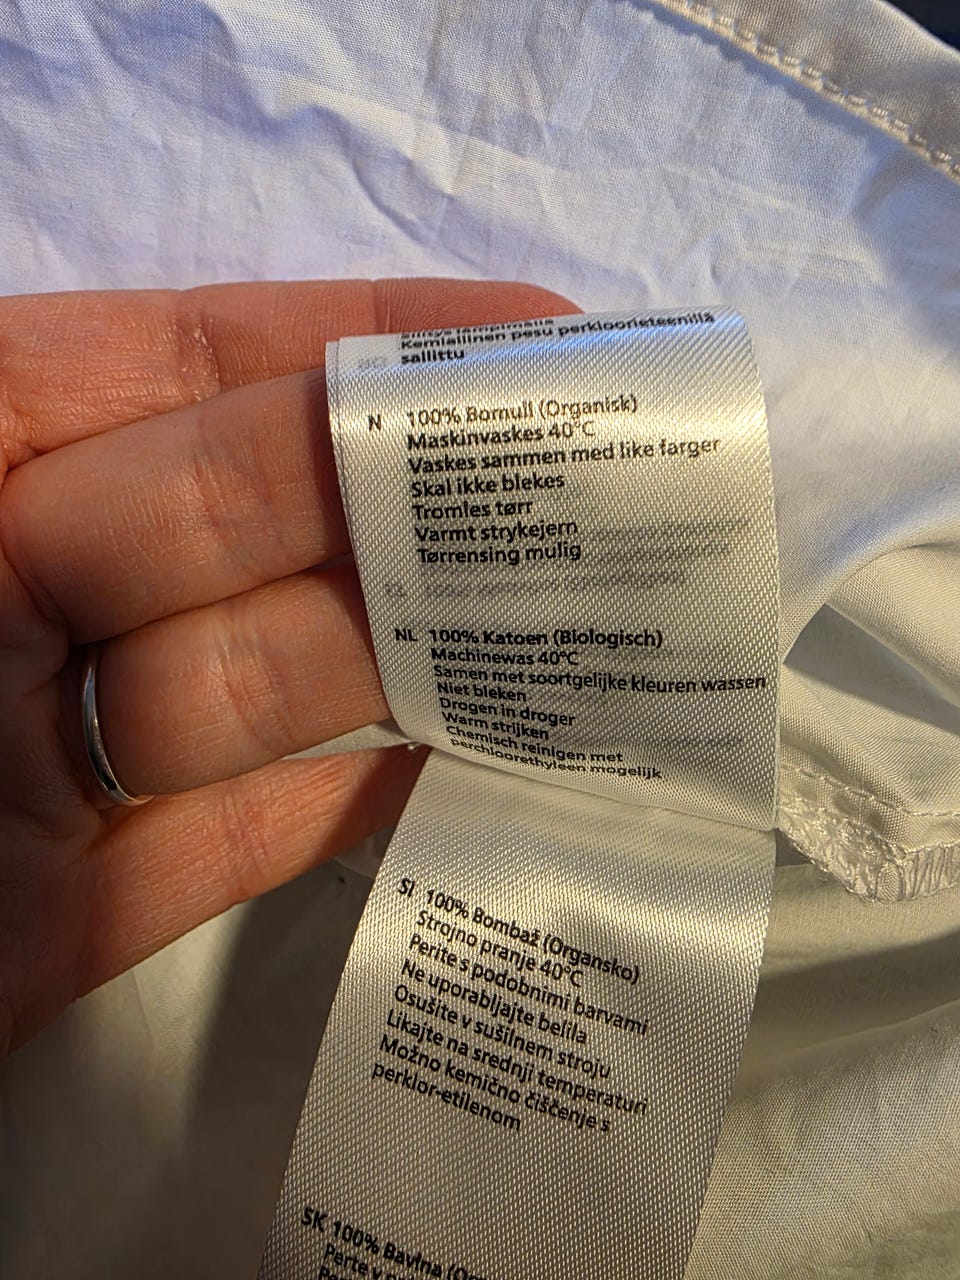 Kemiallinen pesu perkloorieteenillä
sallittu
N 100% Bomull (Organisk)
Maskinvaskes 40°C
Vaskes sammen med like farger
Skal ikke blekes
Tromles tørr
Varmt strykejern
Tørrensing mulig
NL 100% Katoen (Biologisch)
Machinewas 40°C
Samen met soortgelijke kleuren wassen
Niet bleken
Drogen in droger
Warm strijken
Chemisch reinigen met
perchloorethyleen mogelijk
SI 100% Bombaž (Organsko)
Strojno pranje 40°C
Perite s podobnimi barvami
Ne uporabljajte belila
Osušite v sušilnem stroju
Likajte na srednji temperaturi
Možno kemično čiščenje s
perklor-etilenom
SK 100% Bavlna
Perte v